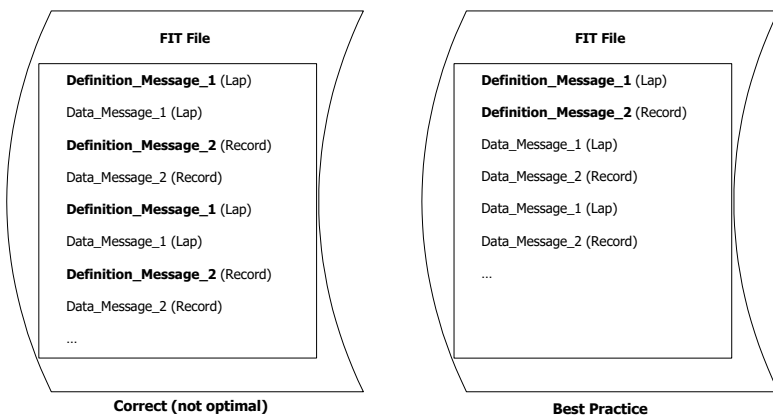 FIT File
Definition_Message_1 (Lap)
Data_Message_1 (Lap)
Definition_Message_2 (Record)
Data_Message_2 (Record)
Definition_Message_1 (Lap)
Data_Message_1 (Lap)
Definition_Message_2 (Record)
Data_Message_2 (Record)
…
Correct (not optimal)
FIT File
Definition_Message_1 (Lap)
Definition_Message_2 (Record)
Data_Message_1 (Lap)
Data_Message_2 (Record)
Data_Message_1 (Lap)
Data_Message_2 (Record)
…
Best Practice